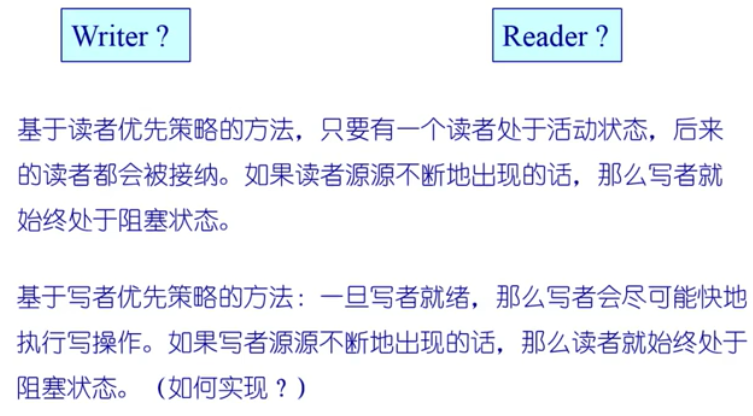 Writer ?
Reader ?
基于读者优先策略的方法，只要有一个读者处于活动状态，后来
的读者都会被接纳。如果读者源源不断地出现的话，那么写者就
始终处于阻塞状态。
基于写者优先策略的方法：一旦写者就绪，那么写者会尽可能快地
执行写操作。如果写者源源不断地出现的话，那么读者就始终处于
阻塞状态。（如何实现？）